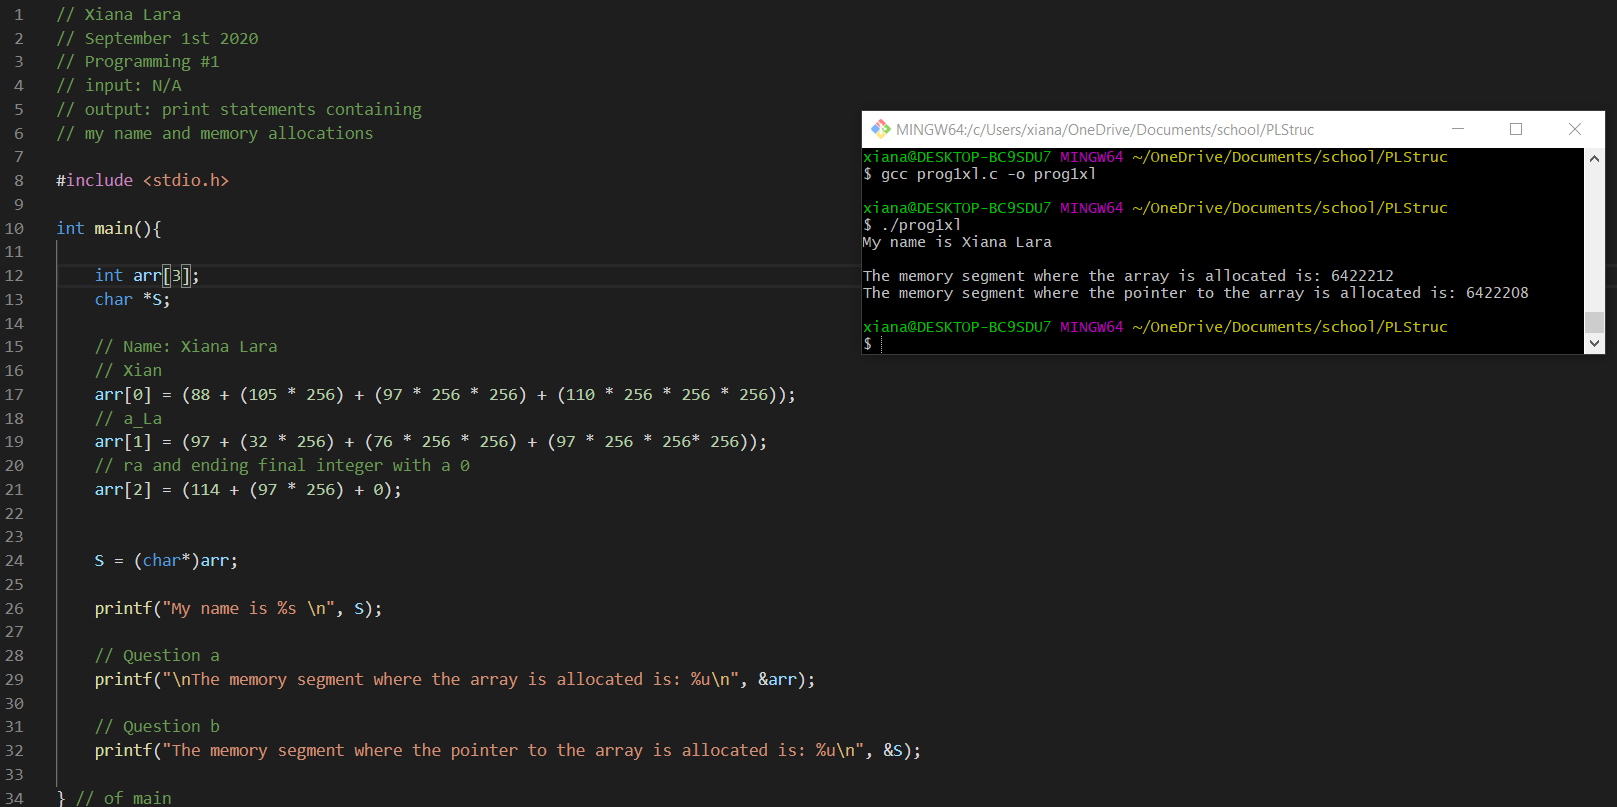 1 // Xiana Lara
2 // September 1st 2020
3 // Programming #1
4 // input: N/A
5 // output: print statements containing
6 // my name and memory allocations
7
8 #include <stdio.h>
9
10 int main(){
11
12 int arr[3];
13 char *S;
14
15 // Name: Xiana Lara
16 // Xian
17 arr[0] = (88 + (105 * 256) + (97 * 256 * 256) + (110 * 256 * 256 * 256));
18 // a_La
19 arr[1] = (97 + (32 * 256) + (76 * 256 * 256) + (97 * 256 * 256* 256));
20 // ra and ending final integer with a 0
21 arr[2] = (114 + (97 * 256) + 0);
22
23
24 S = (char*)arr;
25
26 printf("My name is %s \n", S);
27
28 // Question a
29 printf("\nThe memory segment where the array is allocated is: %u\n", &arr);
30
31 // Question b
32 printf("The memory segment where the pointer to the array is allocated is: %u\n", &S);
33
34 } // of main
MINGW64:/c/Users/xiana/OneDrive/Documents/school/PLStruc
xiana@DESKTOP-BC9SDU7 MINGW64 ~/OneDrive/Documents/school/PLStruc
$ gcc prog1xl.c -o prog1xl
xiana@DESKTOP-BC9SDU7 MINGW64 ~/OneDrive/Documents/school/PLStruc
$ ./prog1xl
My name is Xiana Lara
The memory segment where the array is allocated is: 6422212
The memory segment where the pointer to the array is allocated is: 6422208
xiana@DESKTOP-BC9SDU7 MINGW64 ~/OneDrive/Documents/school/PLStruc
$